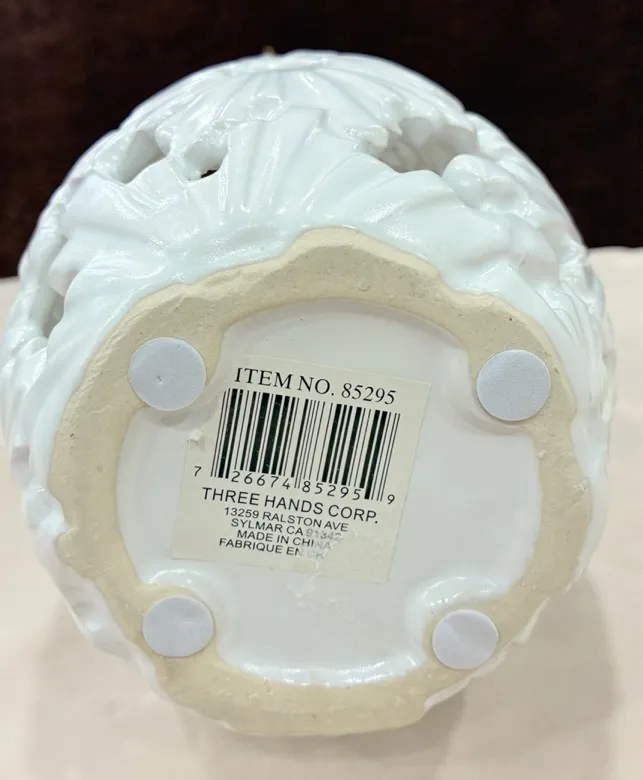 ITEM NO. 85295
7 26674 85295 9
THREE HANDS CORP.
13259 RALSTON AVE
SYLMAR CA 91342
MADE IN CHINA
FABRIQUE EN